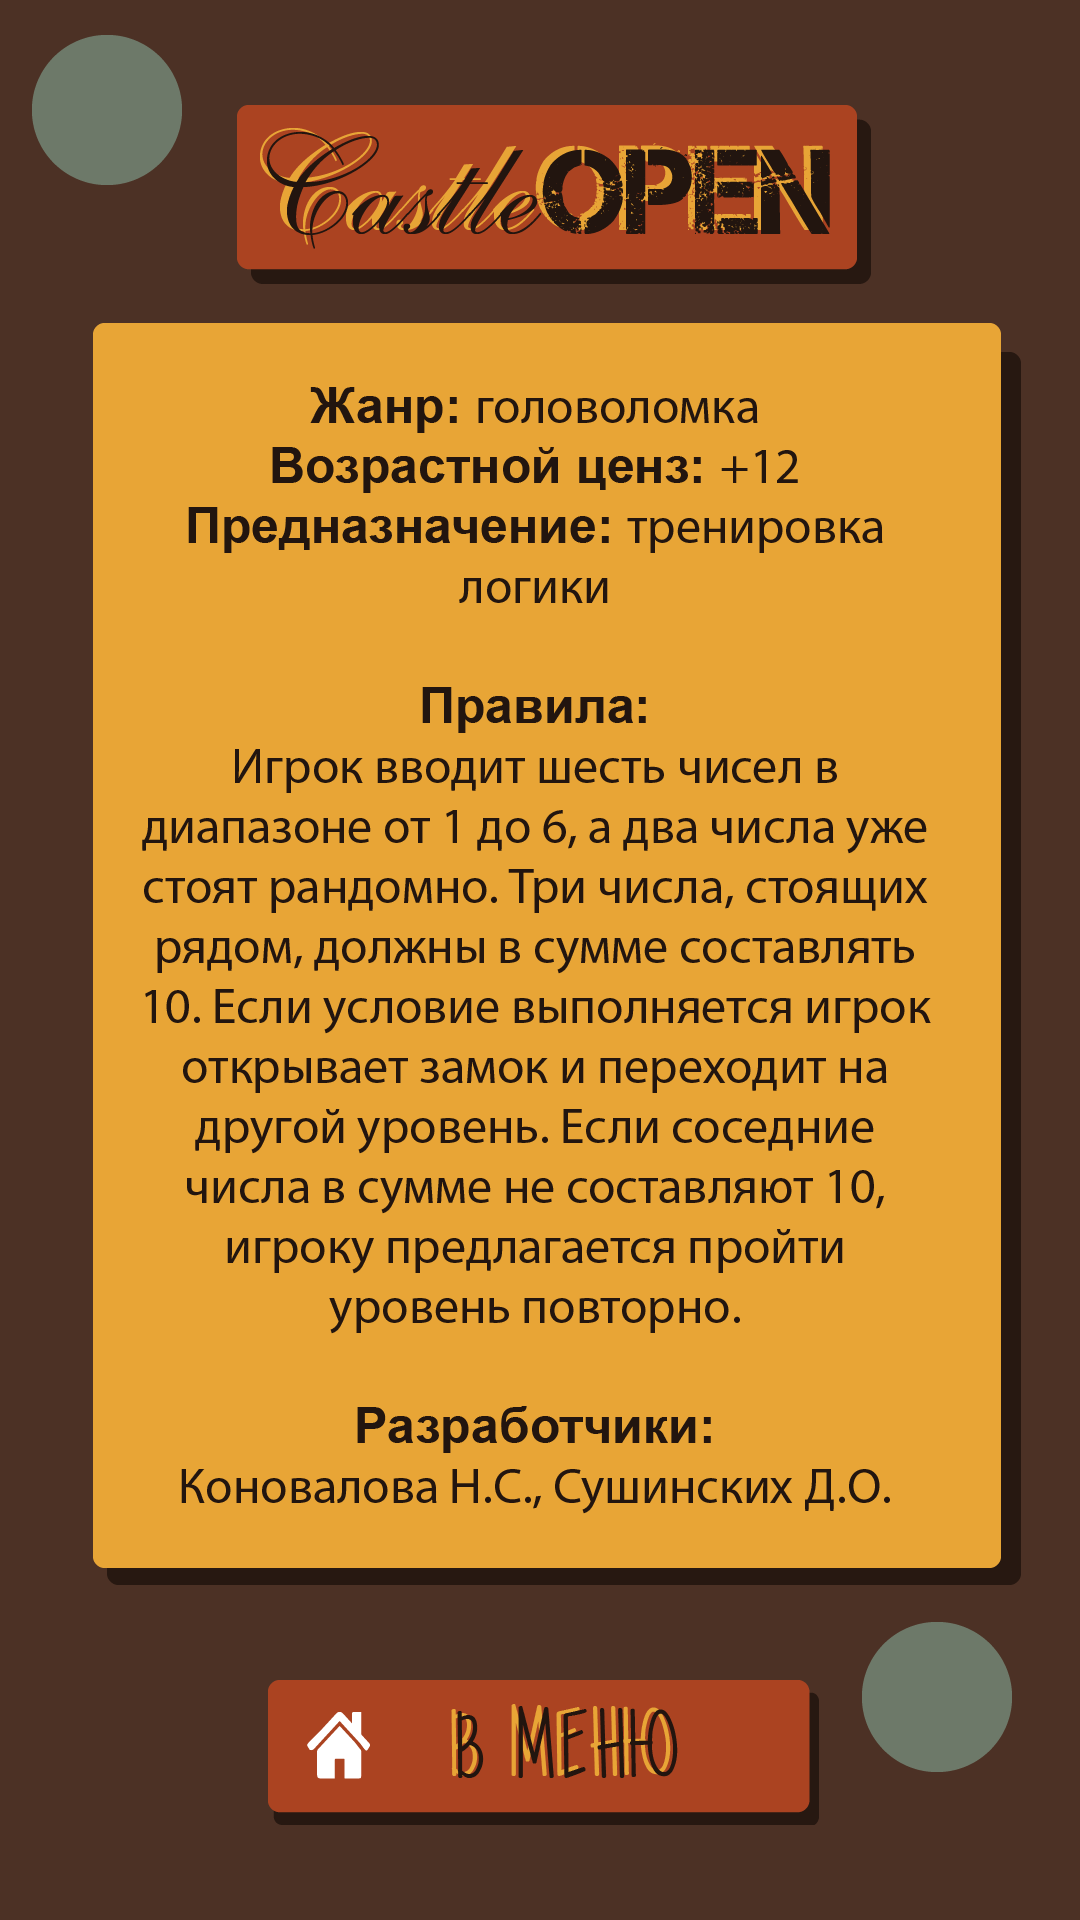 Castle OPEN
Жанр: головоломка
Возрастной ценз: +12
Предназначение: тренировка
логики
Правила:
Игрок вводит шесть чисел в
диапазоне от 1 до 6, а два числа уже
стоят рандомно. Три числа, стоящих
рядом, должны в сумме составлять
10. Если условие выполняется игрок
открывает замок и переходит на
другой уровень. Если соседние
числа в сумме не составляют 10,
игроку предлагается пройти
уровень повторно.
Разработчики:
Коновалова Н.С., Сушинских Д.О.
В МЕНЮ